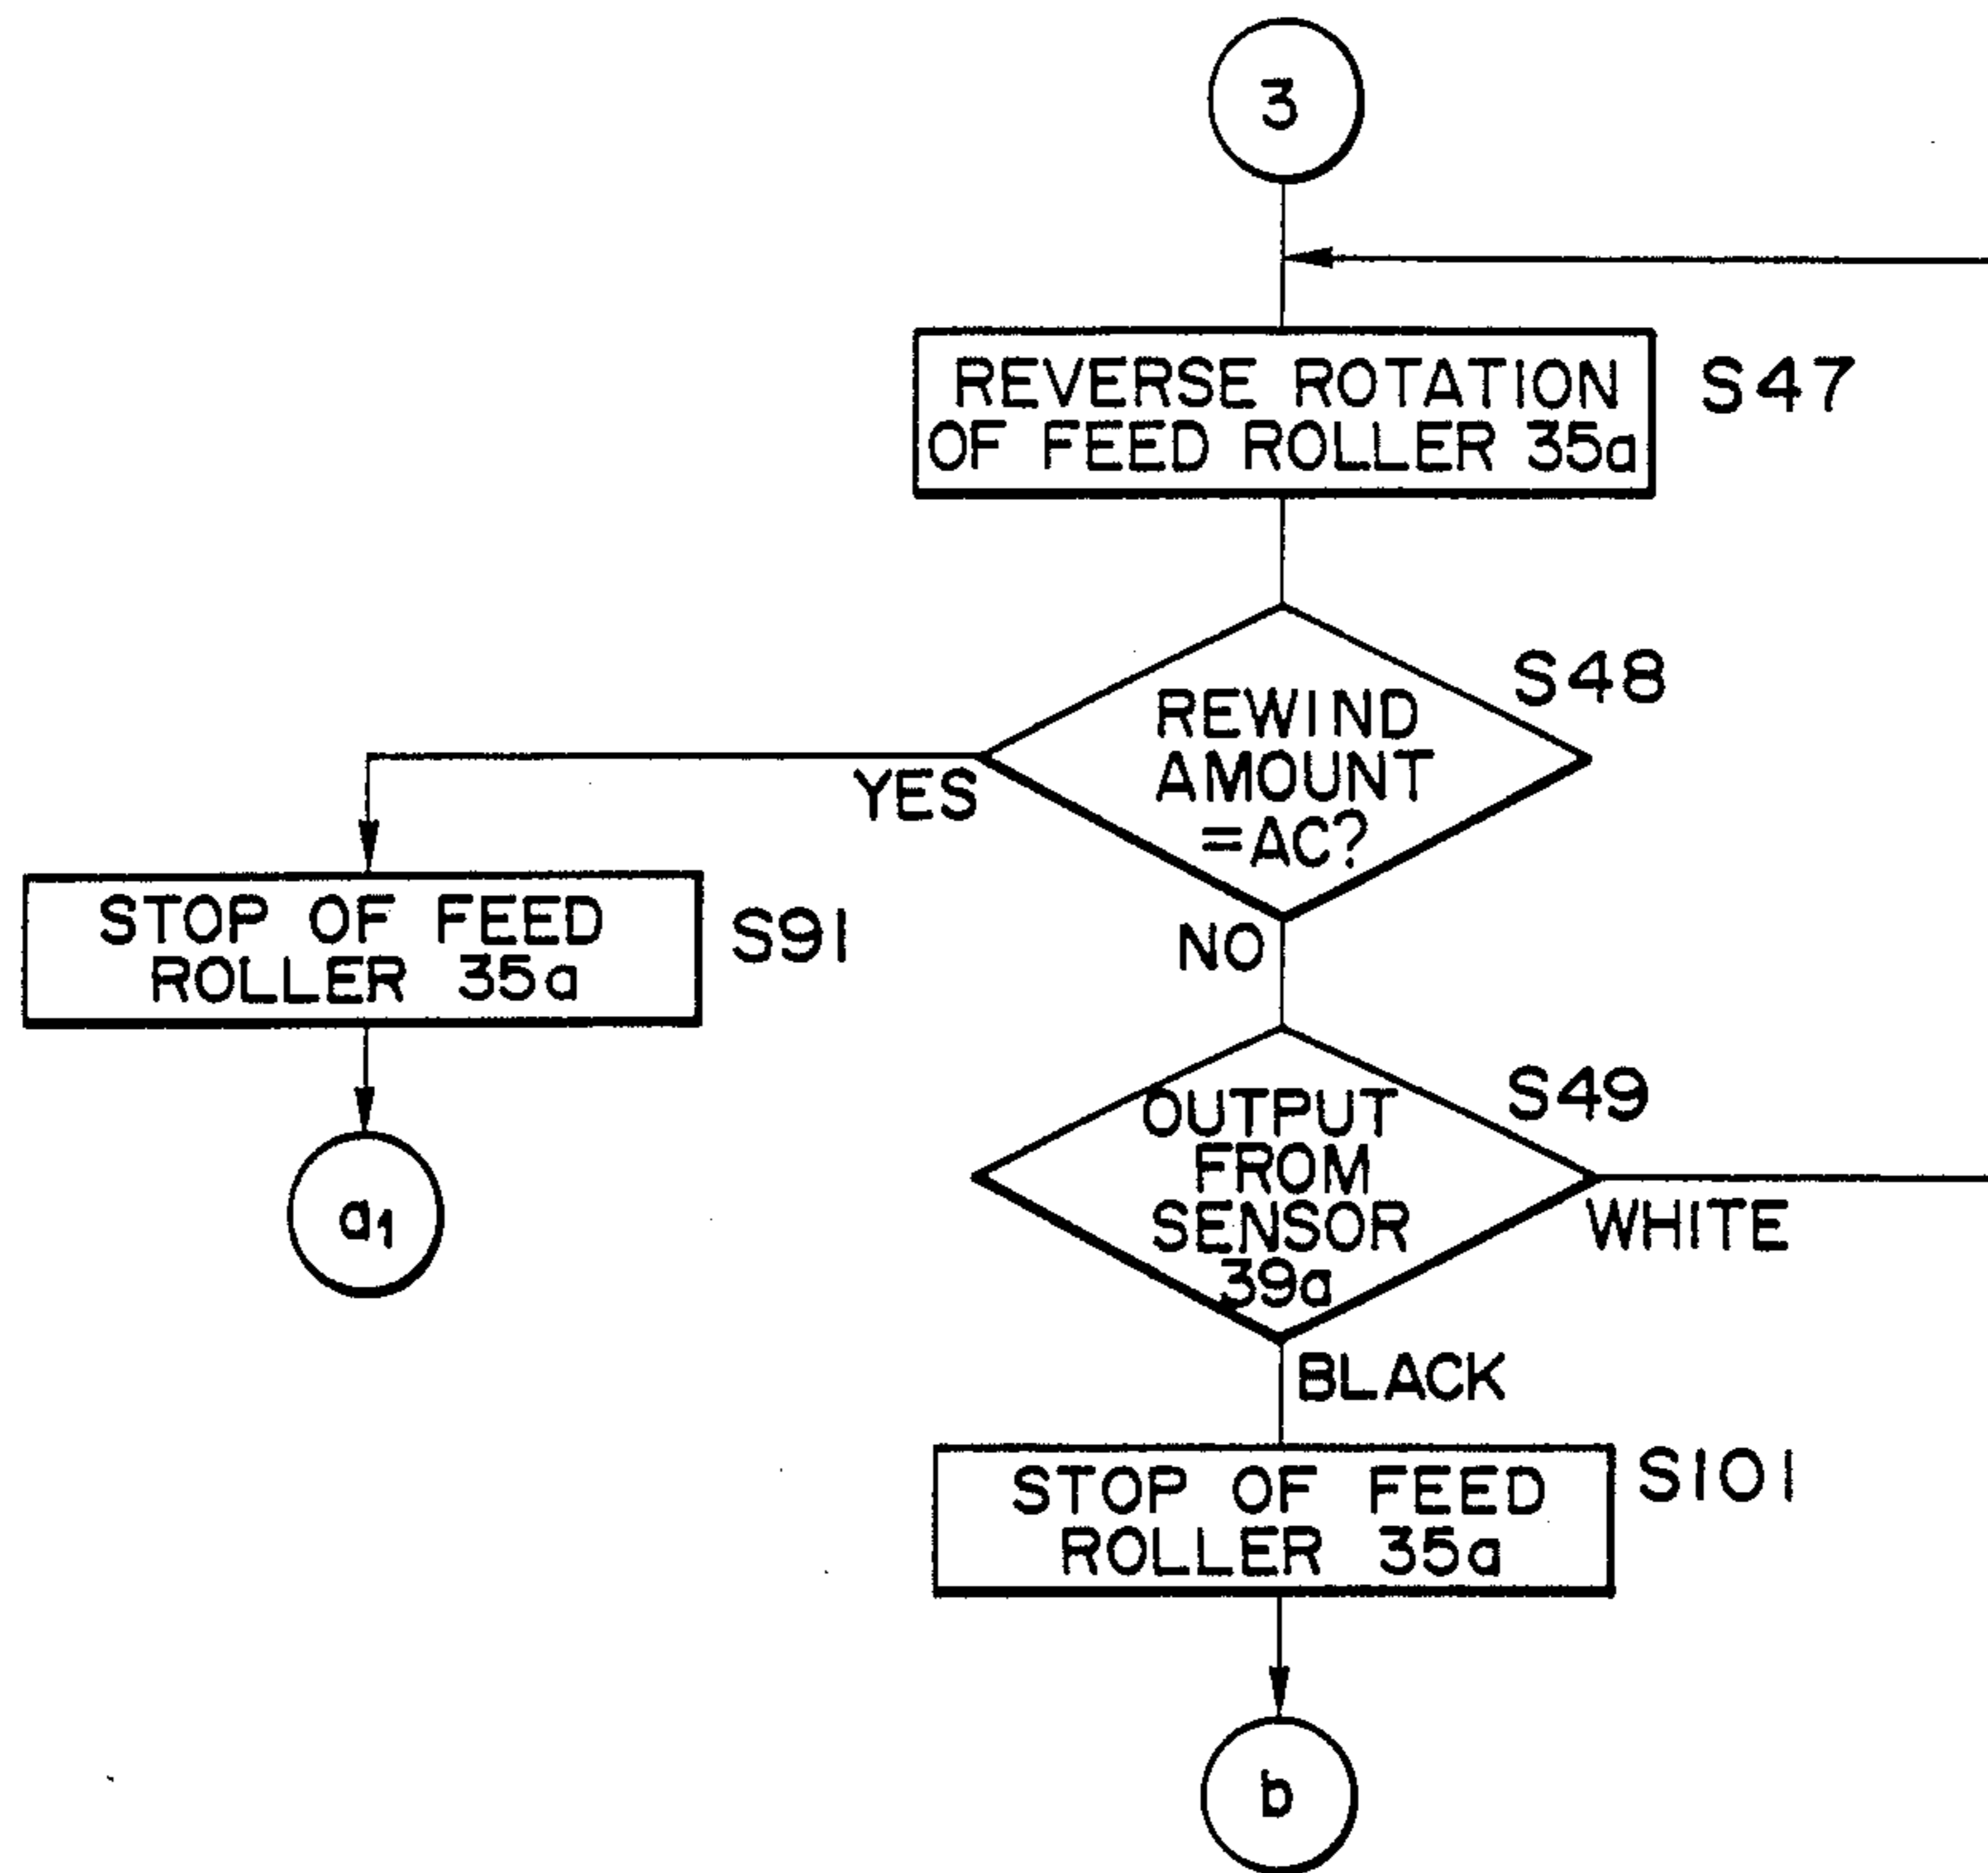 3
REVERSE ROTATION
OF FEED ROLLER 35a
S47
REWIND
AMOUNT
=AC?
S48
YES
NO
STOP OF FEED
ROLLER 35a
S91
a1
OUTPUT
FROM
SENSOR
39a
S49
WHITE
BLACK
STOP OF FEED
ROLLER 35a
S101
b